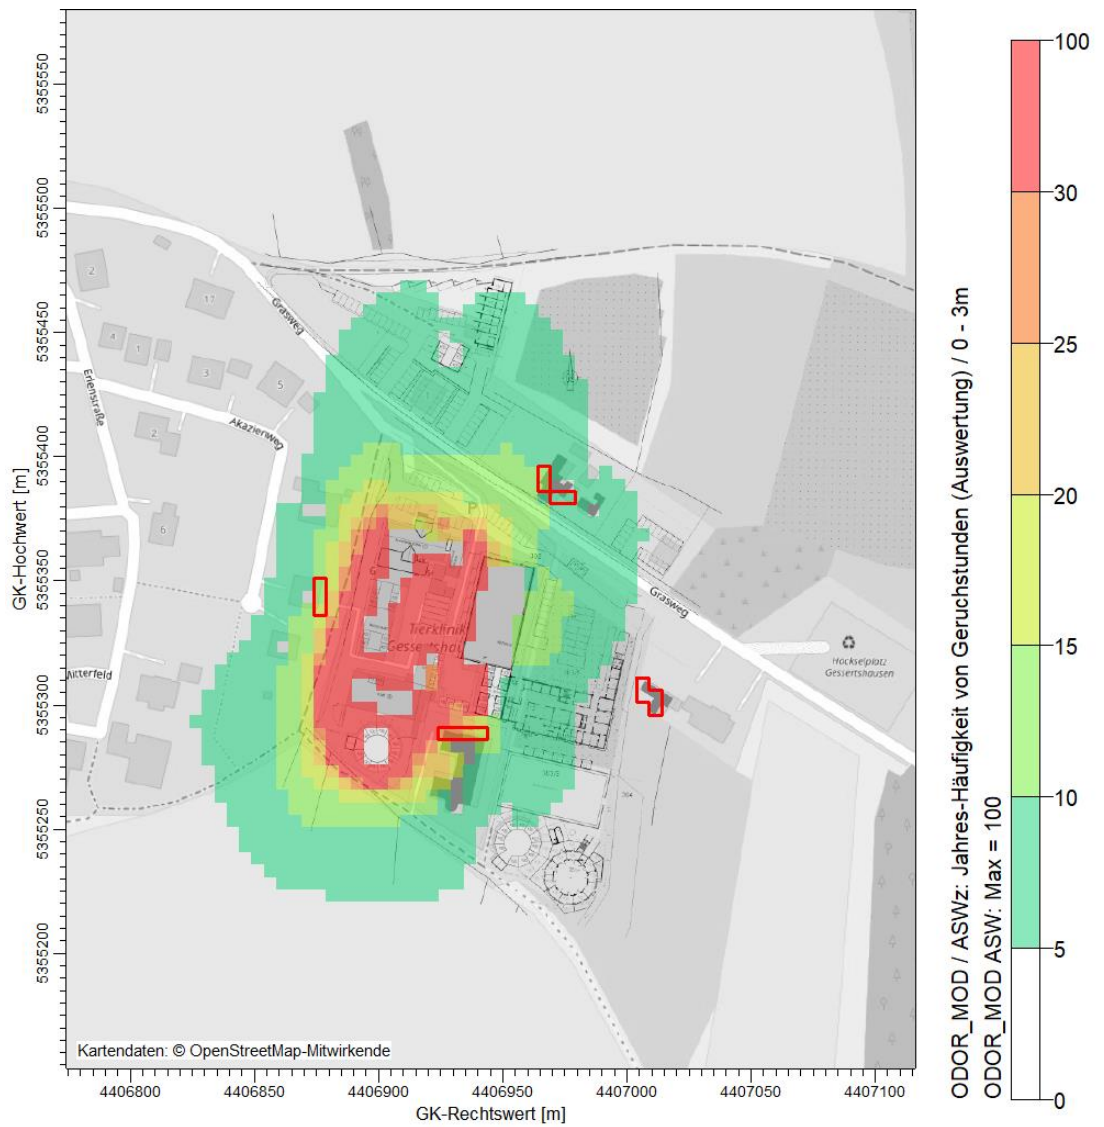 2
17
4
1
3
5
2
6
Grasweg
Erlenstraße
Akazienweg
P
Tierklinik
Grasweg
Häckselplatz
Gessertshausen
Mitterfeld
Kartendaten: © OpenStreetMap-Mitwirkende
5355550
5355500
5355450
5355400
5355350
5355300
5355250
5355200
GK-Hochwert [m]
4406800
4406850
4406900
4406950
4407000
4407050
4407100
GK-Rechtswert [m]
100
30
25
20
15
10
5
0
ODOR_MOD / ASWz: Jahres-Häufigkeit von Geruchstunden (Auswertung) / 0 - 3m
ODOR_MOD ASW: Max = 100